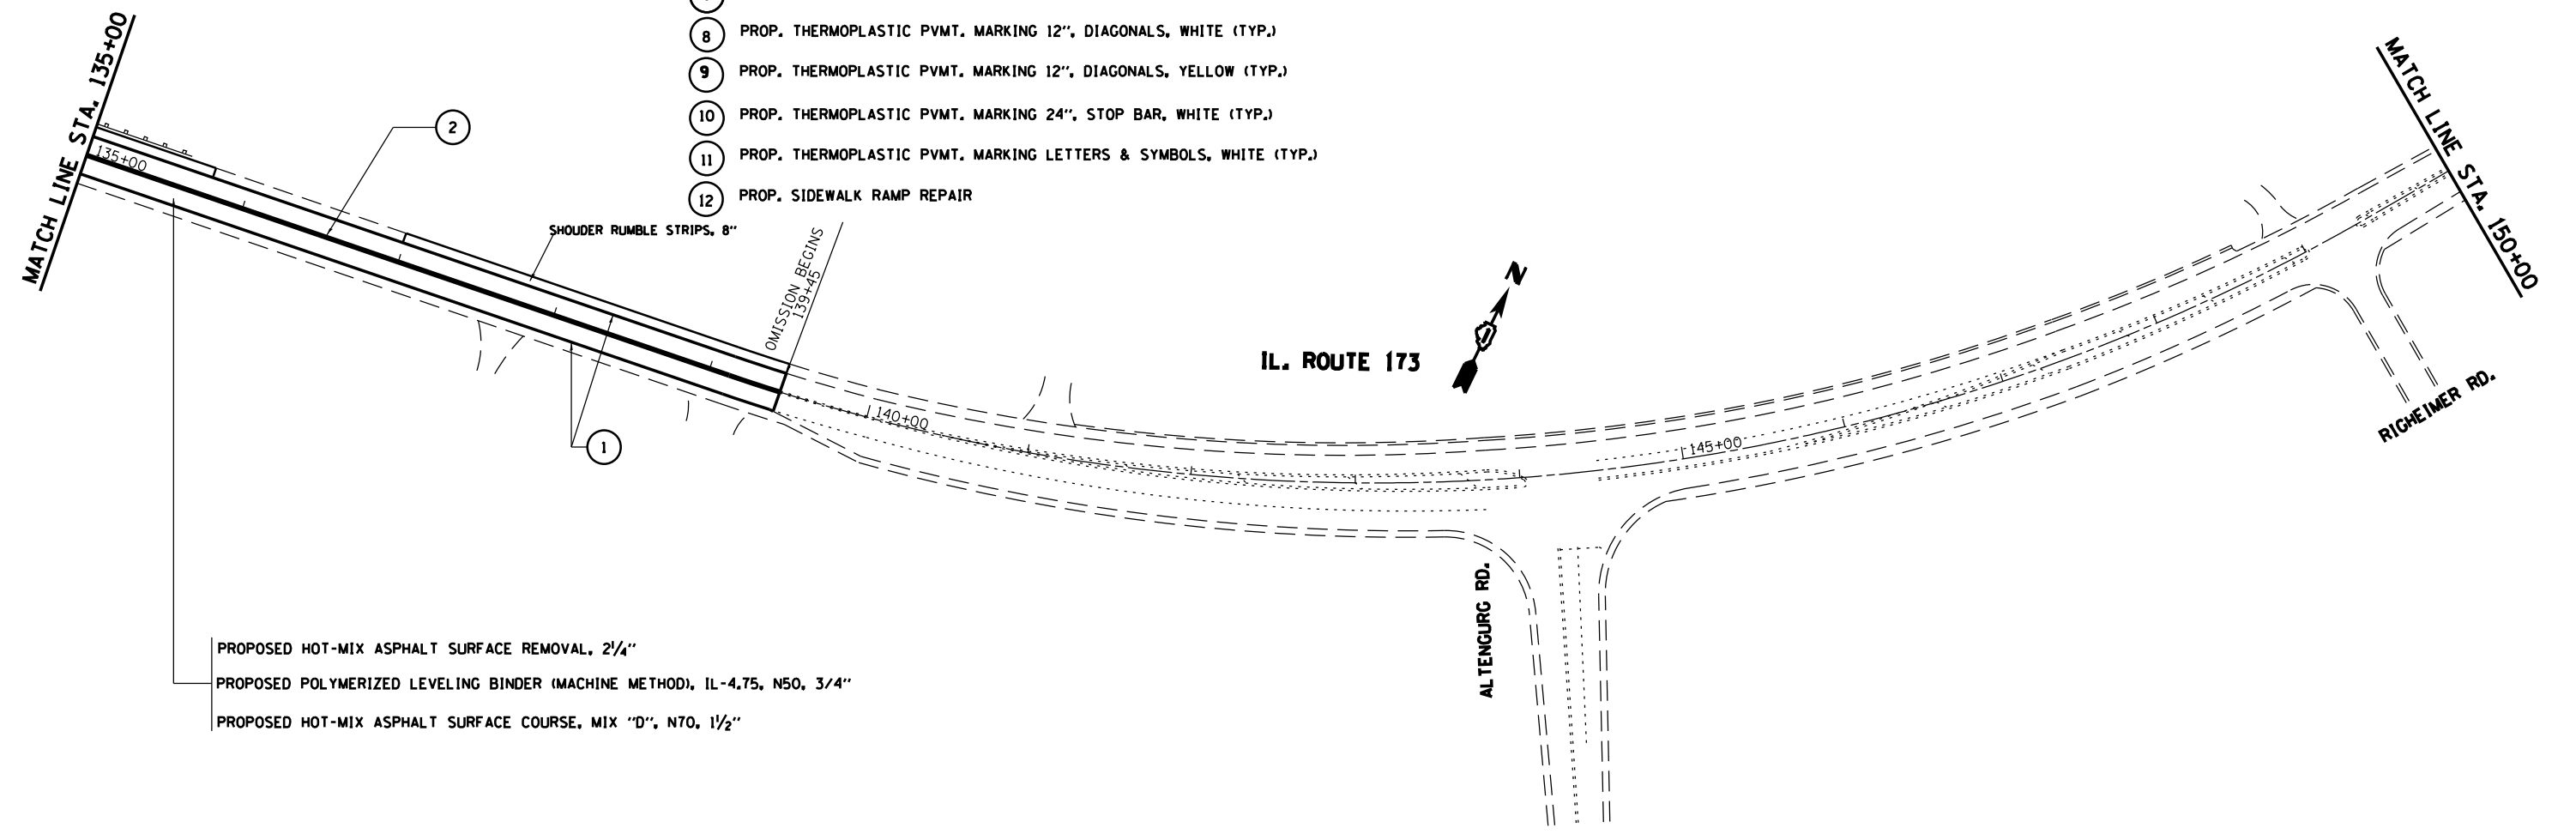 8 PROP. THERMOPLASTIC PVMT. MARKING 12", DIAGONALS, WHITE (TYP.)
9 PROP. THERMOPLASTIC PVMT. MARKING 12", DIAGONALS, YELLOW (TYP.)
10 PROP. THERMOPLASTIC PVMT. MARKING 24", STOP BAR, WHITE (TYP.)
11 PROP. THERMOPLASTIC PVMT. MARKING LETTERS & SYMBOLS, WHITE (TYP.)
12 PROP. SIDEWALK RAMP REPAIR
MATCH LINE STA. 135+00
135+00
2
SHOUDER RUMBLE STRIPS, 8"
OMISSION BEGINS
139+45
1
140+00
IL. ROUTE 173
N
145+00
MATCH LINE STA. 150+00
RIGHEIMER RD.
ALTENGURG RD.
PROPOSED HOT-MIX ASPHALT SURFACE REMOVAL, 2 1/4"
PROPOSED POLYMERIZED LEVELING BINDER (MACHINE METHOD), IL-4.75, N50, 3/4"
PROPOSED HOT-MIX ASPHALT SURFACE COURSE, MIX "D", N70, 1 1/2"